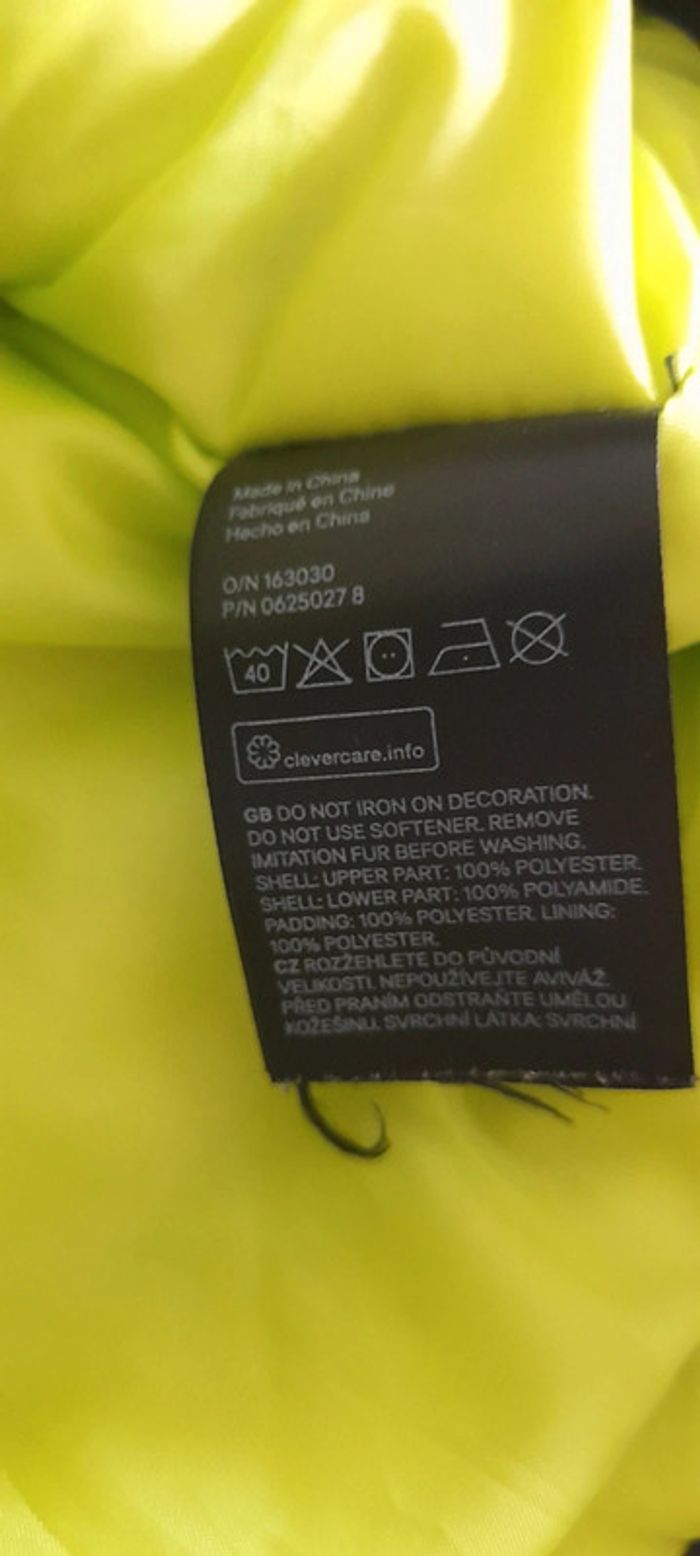 Made in China
Fabriqué en Chine
Hecho en China
O/N 163030
P/N 0625027 8
40
clevercare.info
GB DO NOT IRON ON DECORATION.
DO NOT USE SOFTENER. REMOVE
IMITATION FUR BEFORE WASHING.
SHELL: UPPER PART: 100% POLYESTER.
SHELL: LOWER PART: 100% POLYAMIDE.
PADDING: 100% POLYESTER. LINING:
100% POLYESTER.
CZ ROZŽEHLETE DO PŮVODNÍ
VELIKOSTI. NEPOUŽÍVEJTE AVIVÁŽ.
PŘED PRANÍM ODSTRAŇTE UMĚLOU
KOŽEŠINU. SVRCHNÍ LÁTKA: SVRCHNÍ